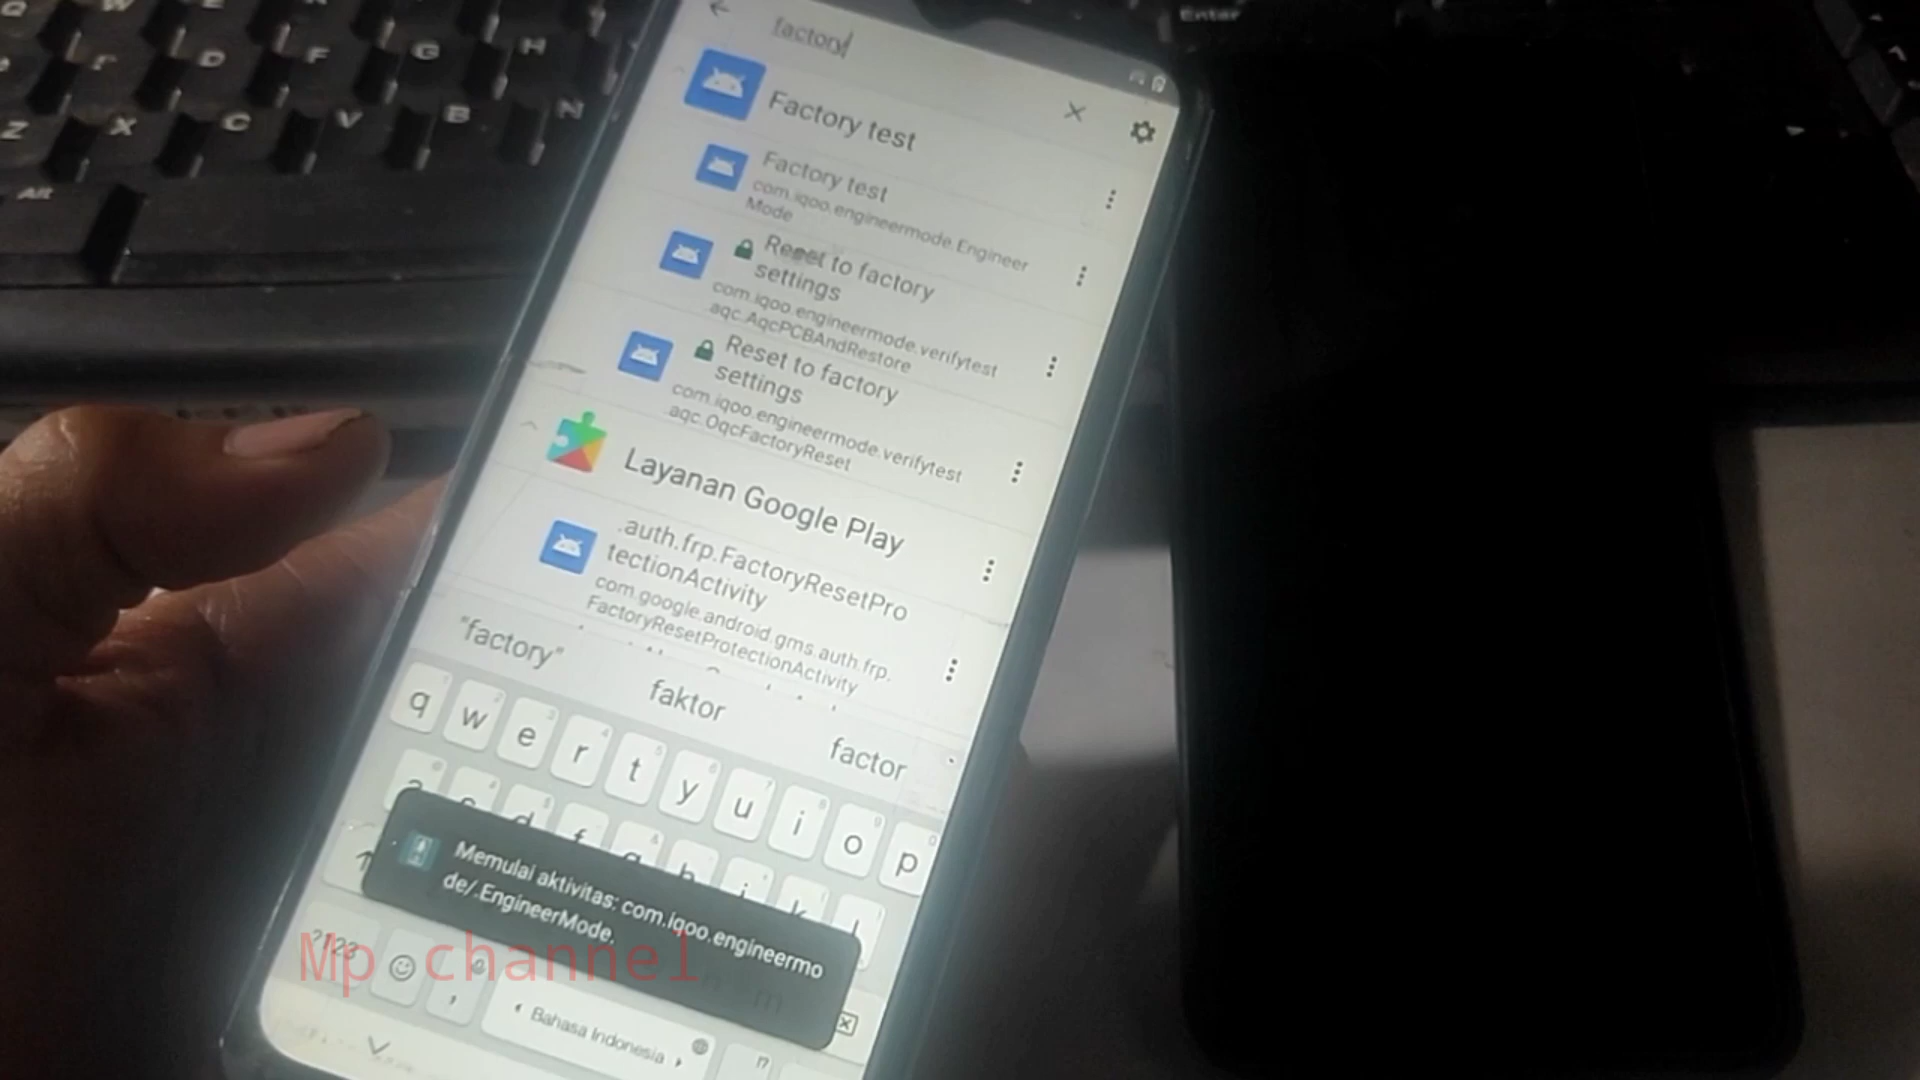 Enter
D
F
G
H
Z
X
C
V
B
N
Alt
factory
Factory test
Factory test
com.iqoo.engineermode.Engineer
Mode
Reset to factory
settings
com.iqoo.engineermode.verifytest
aqc.AqcPCBAndRestore
Reset to factory
settings
com.iqoo.engineermode.verifytest
aqc.OqcFactoryReset
Layanan Google Play
.auth.frp.FactoryResetPro
tectionActivity
com.google.android.gms.auth.frp.
FactoryResetProtectionActivity
"factory" faktor factor
q w e r t y u i o p
Memulai aktivitas: com.iqoo.engineermo
de/.EngineerMode.
?123
, Bahasa Indonesia
Mp channel